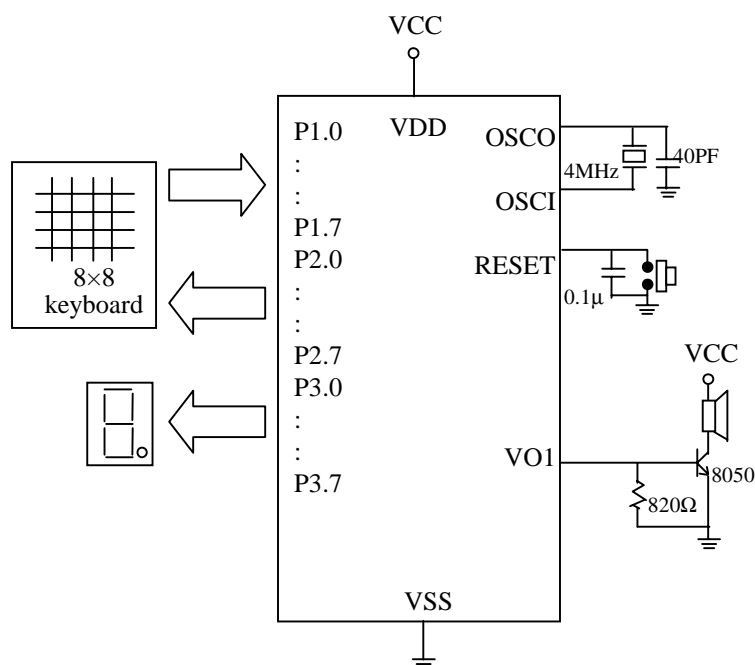 VCC
P1.0
VDD
OSCO
:
:
4MHz
40PF
OSCI
P1.7
P2.0
RESET
8×8
keyboard
:
:
0.1μ
P2.7
P3.0
VCC
:
:
VO1
8050
P3.7
820Ω
VSS